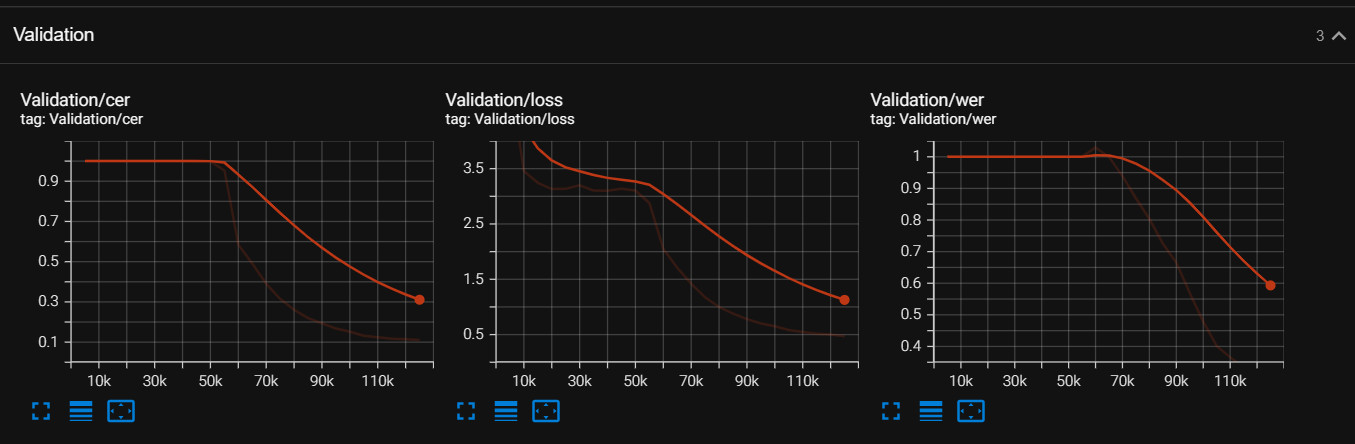 Validation
3
Validation/cer
tag: Validation/cer
0.9
0.7
0.5
0.3
0.1
10k 30k 50k 70k 90k 110k
Validation/loss
tag: Validation/loss
3.5
2.5
1.5
0.5
10k 30k 50k 70k 90k 110k
Validation/wer
tag: Validation/wer
1
0.9
0.8
0.7
0.6
0.5
0.4
10k 30k 50k 70k 90k 110k